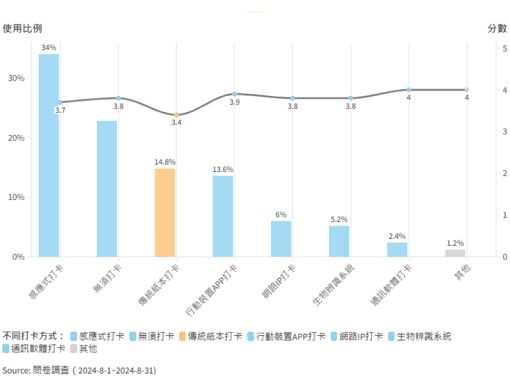 使用比例 分數
34%
14.8%
13.6%
6%
5.2%
2.4%
1.2%
3.7
3.8
3.4
3.9
3.8
3.8
4
4
30%
20%
10%
0%
5
4
3
2
1
0
感應式打卡
無須打卡
傳統紙本打卡
行動裝置APP打卡
網路IP打卡
生物辨識系統
通訊軟體打卡
其他
不同打卡方式： 感應式打卡 無須打卡 傳統紙本打卡 行動裝置APP打卡 網路IP打卡 生物辨識系統
通訊軟體打卡 其他
Source: 問卷調查 ( 2024-8-1~2024-8-31)